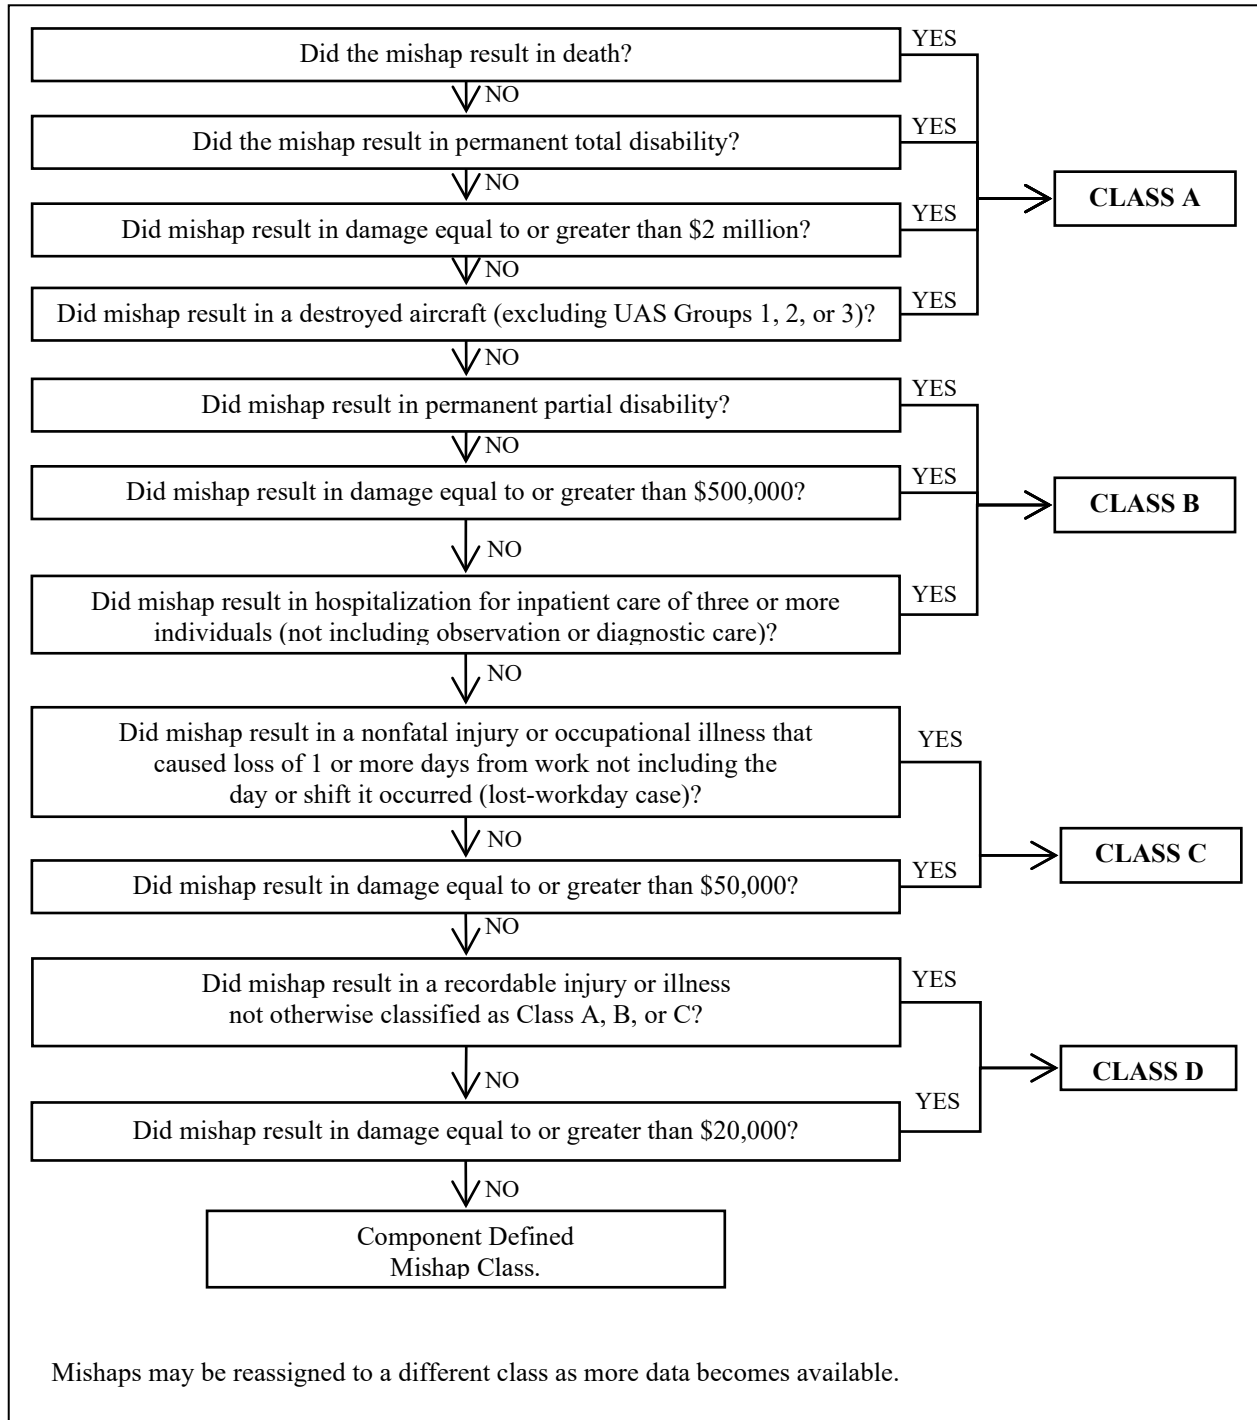 Did the mishap result in death?
YES
NO
Did the mishap result in permanent total disability?
YES
NO
CLASS A
Did mishap result in damage equal to or greater than $2 million?
YES
NO
Did mishap result in a destroyed aircraft (excluding UAS Groups 1, 2, or 3)?
YES
NO
Did mishap result in permanent partial disability?
YES
NO
Did mishap result in damage equal to or greater than $500,000?
YES
CLASS B
NO
Did mishap result in hospitalization for inpatient care of three or more
individuals (not including observation or diagnostic care)?
YES
NO
Did mishap result in a nonfatal injury or occupational illness that
caused loss of 1 or more days from work not including the
day or shift it occurred (lost-workday case)?
YES
NO
CLASS C
Did mishap result in damage equal to or greater than $50,000?
YES
NO
Did mishap result in a recordable injury or illness
not otherwise classified as Class A, B, or C?
YES
NO
CLASS D
Did mishap result in damage equal to or greater than $20,000?
YES
NO
Component Defined
Mishap Class.
Mishaps may be reassigned to a different class as more data becomes available.